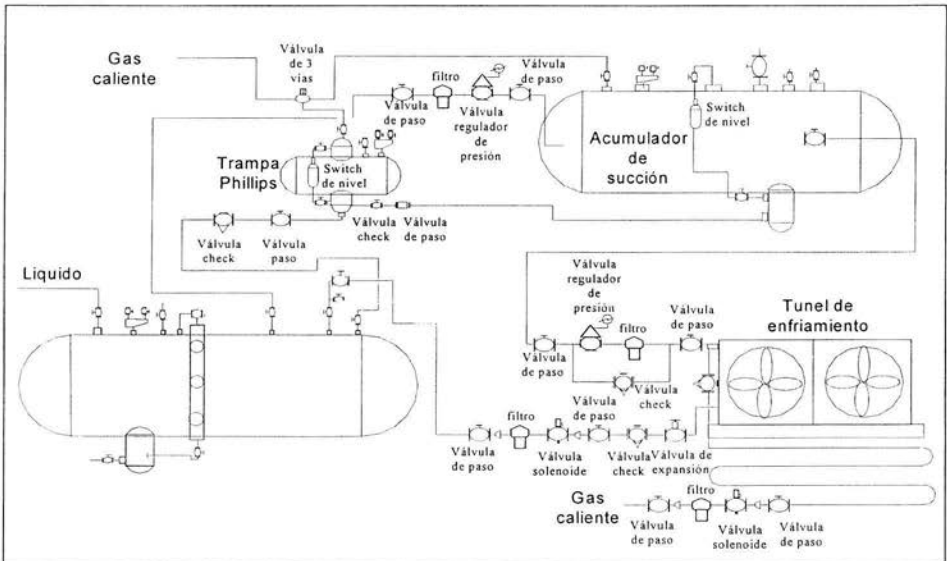 Gas
caliente
Válvula
de 3
vias
Válvula
de paso
filtro
Válvula
regulador
de
presión
Válvula
de paso
Switch
de nivel
Acumulador
de
succión
Trampa
Phillips
Switch
de nivel
Válvula
check
Válvula
de paso
Válvula
check
Válvula
paso
Liquido
Válvula
regulador
de
presión
filtro
Válvula
de paso
Tunel de
enfriamiento
Válvula
de paso
Válvula
check
Válvula
de paso
filtro
Válvula
de paso
Válvula
solenoide
Válvula
check
Válvula de
expansión
Gas
caliente
filtro
Válvula
de paso
Válvula
solenoide
Válvula
de paso